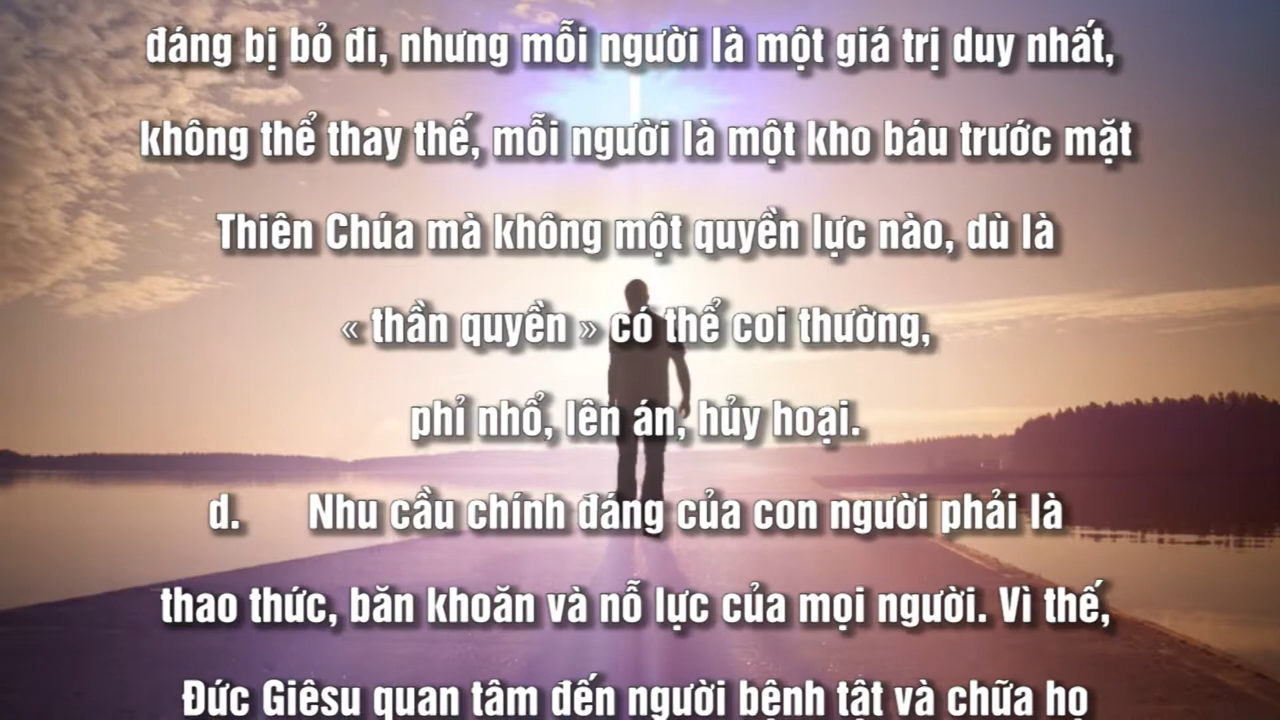 đáng bị bỏ đi, nhưng mỗi người là một giá trị duy nhất,
không thể thay thế, mỗi người là một kho báu trước mặt
Thiên Chúa mà không một quyền lực nào, dù là
« thần quyền » có thể coi thường,
phỉ nhổ, lên án, hủy hoại.
d. Nhu cầu chính đáng của con người phải là
thao thức, băn khoăn và nỗ lực của mọi người. Vì thế,
Đức Giêsu quan tâm đến người bệnh tật và chữa họ